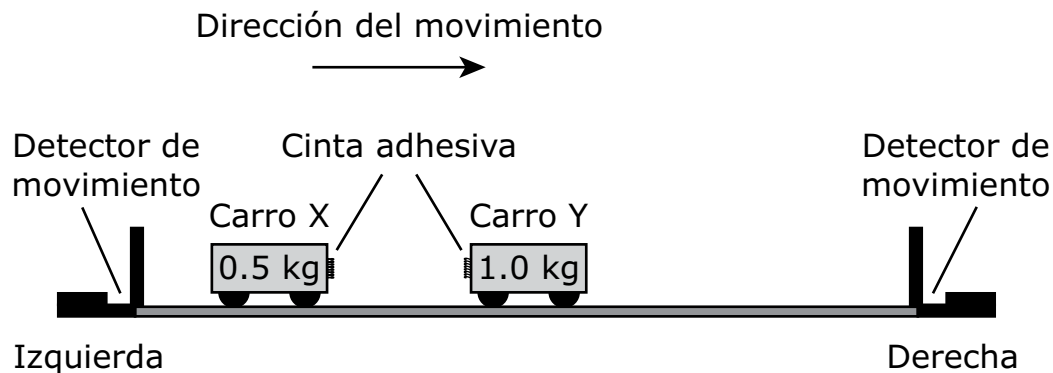 Dirección del movimiento
Detector de
movimiento
Cinta adhesiva
Detector de
movimiento
Carro X
Carro Y
0.5 kg
1.0 kg
Izquierda
Derecha